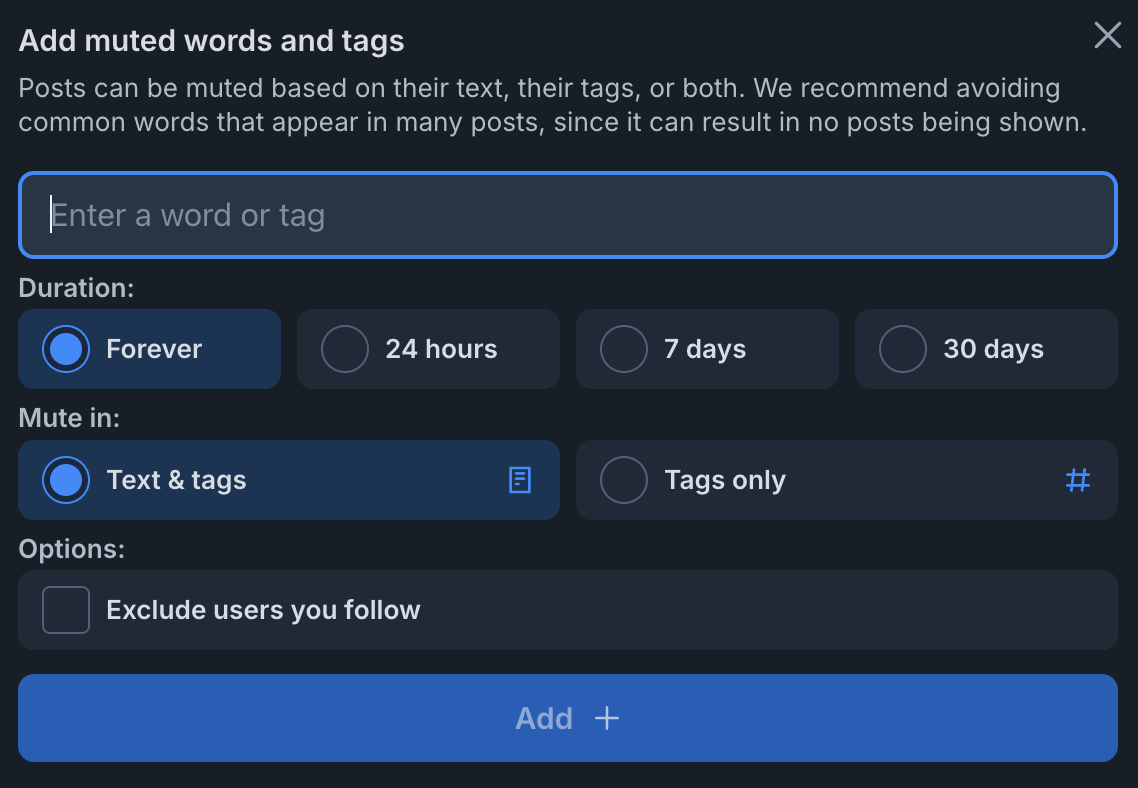 Add muted words and tags
Posts can be muted based on their text, their tags, or both. We recommend avoiding
common words that appear in many posts, since it can result in no posts being shown.
Enter a word or tag
Duration:
Forever
24 hours
7 days
30 days
Mute in:
Text & tags
Tags only
Options:
Exclude users you follow
Add +